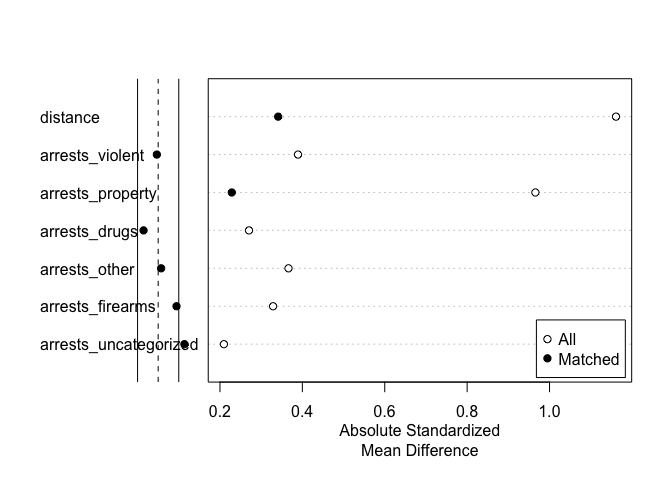 distance
arrests_violent
arrests_property
arrests_drugs
arrests_other
arrests_firearms
arrests_uncategorized
All
Matched
0.2 0.4 0.6 0.8 1.0
Absolute Standardized
Mean Difference